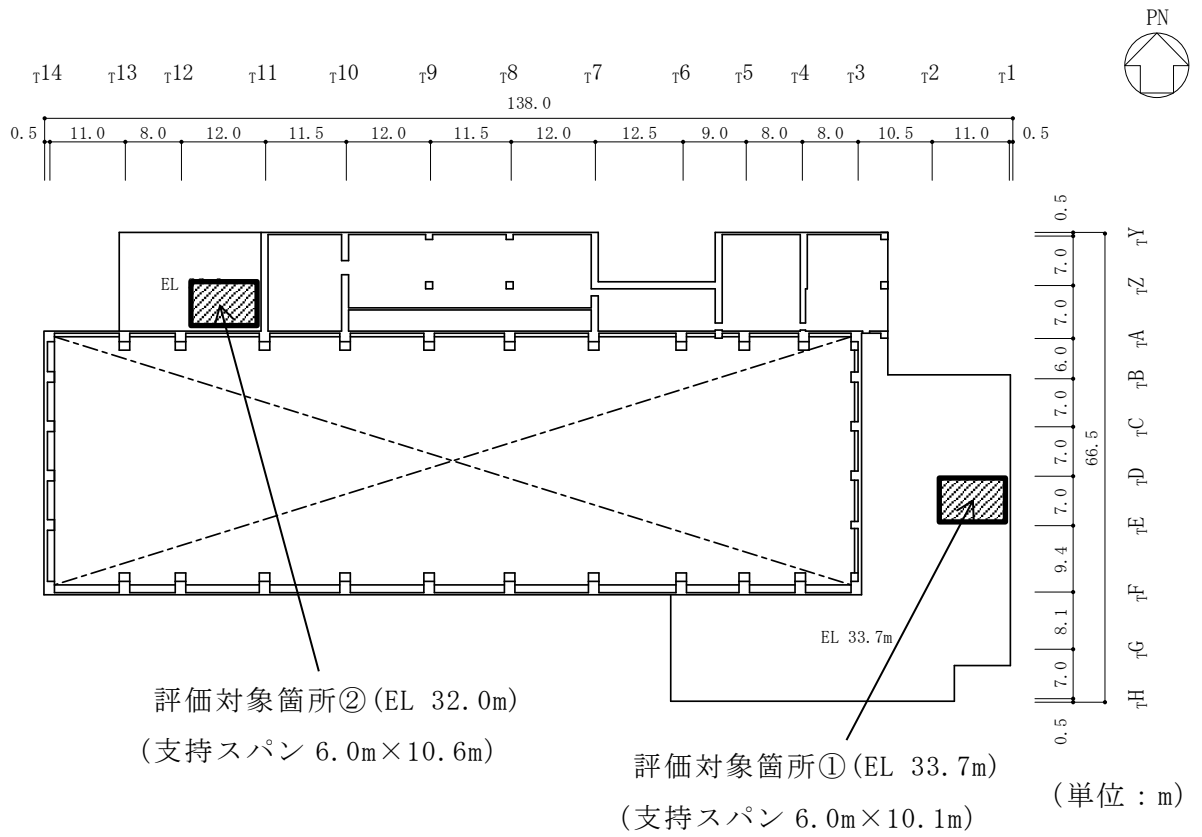 PN
T14 T13 T12 T11 T10 T9 T8 T7 T6 T5 T4 T3 T2 T1
138.0
0.5 11.0 8.0 12.0 11.5 12.0 11.5 12.0 12.5 9.0 8.0 8.0 10.5 11.0 0.5
0.5
7.0
7.0
6.0
7.0
7.0
7.0
9.4
8.1
7.0
0.5
66.5
TY
TZ
TA
TB
TC
TD
TE
TF
TG
TH
EL
EL 33.7m
評価対象箇所②(EL 32.0m)
(支持スパン 6.0m×10.6m)
評価対象箇所①(EL 33.7m)
(支持スパン 6.0m×10.1m)
(単位：m)